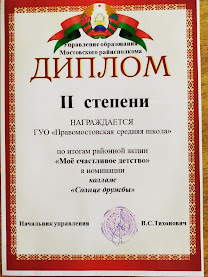 Управление образования
Мостовского райисполкома
ДИПЛОМ
II степени
НАГРАЖДАЕТСЯ
ГУО «Правомостовская средняя школа»
по итогам районной акции
«Моё счастливое детство»
в номинации
коллаж
«Солнце дружбы»
Начальник управления В.С.Тихонович